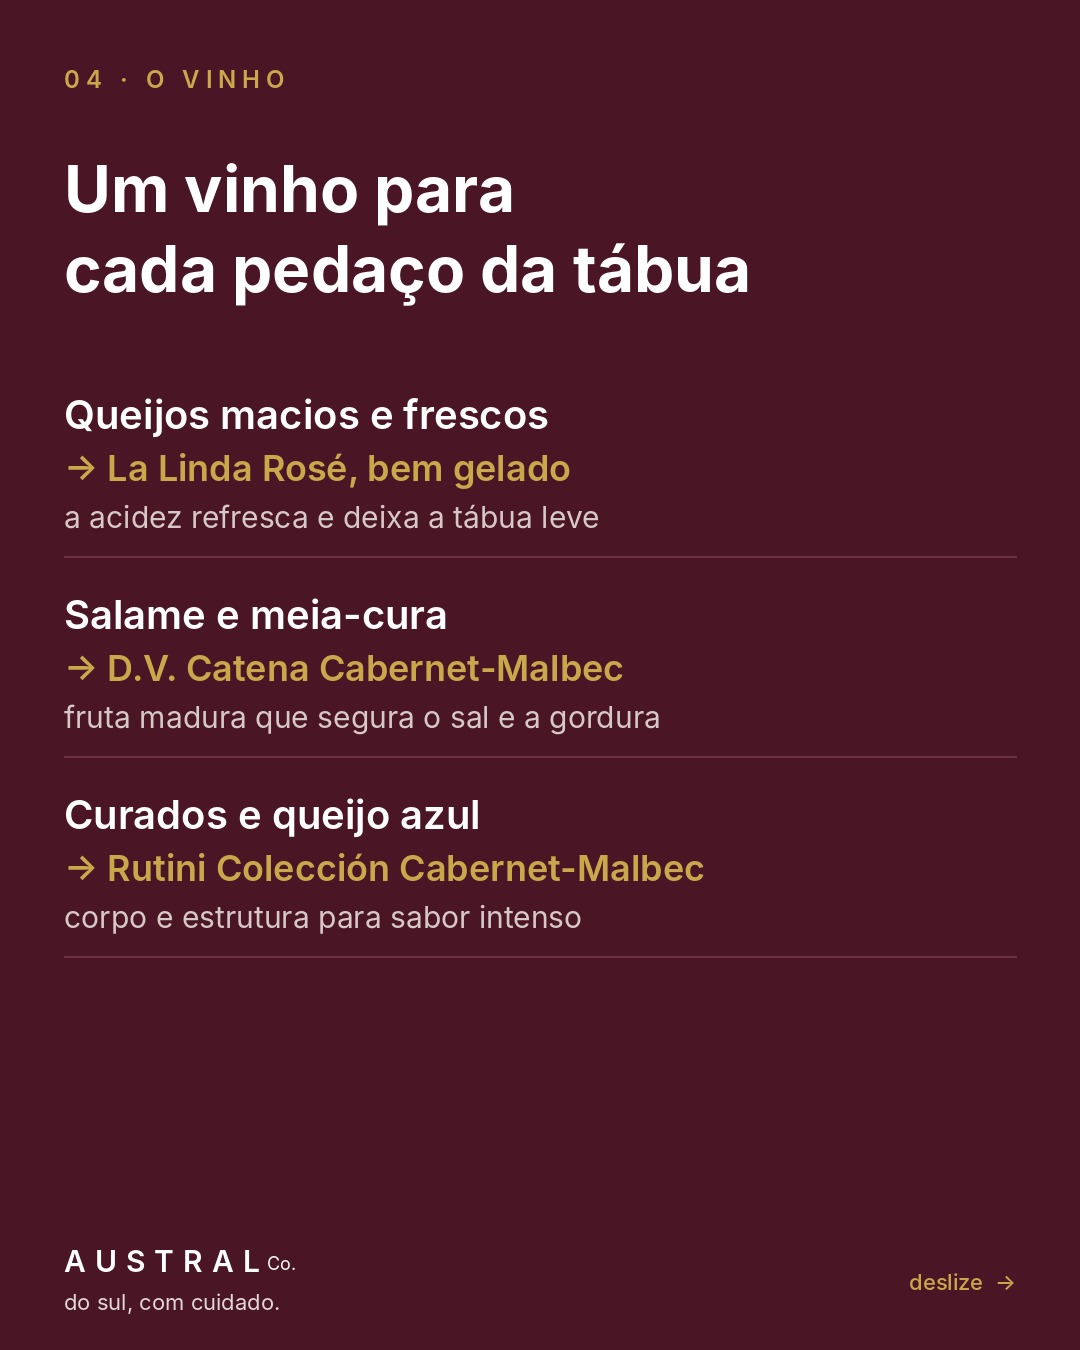 04 · O VINHO
Um vinho para
cada pedaço da tábua
Queijos macios e frescos
→ La Linda Rosé, bem gelado
a acidez refresca e deixa a tábua leve
Salame e meia-cura
→ D.V. Catena Cabernet-Malbec
fruta madura que segura o sal e a gordura
Curados e queijo azul
→ Rutini Colección Cabernet-Malbec
corpo e estrutura para sabor intenso
AUSTRAL Co.
do sul, com cuidado.
deslize →